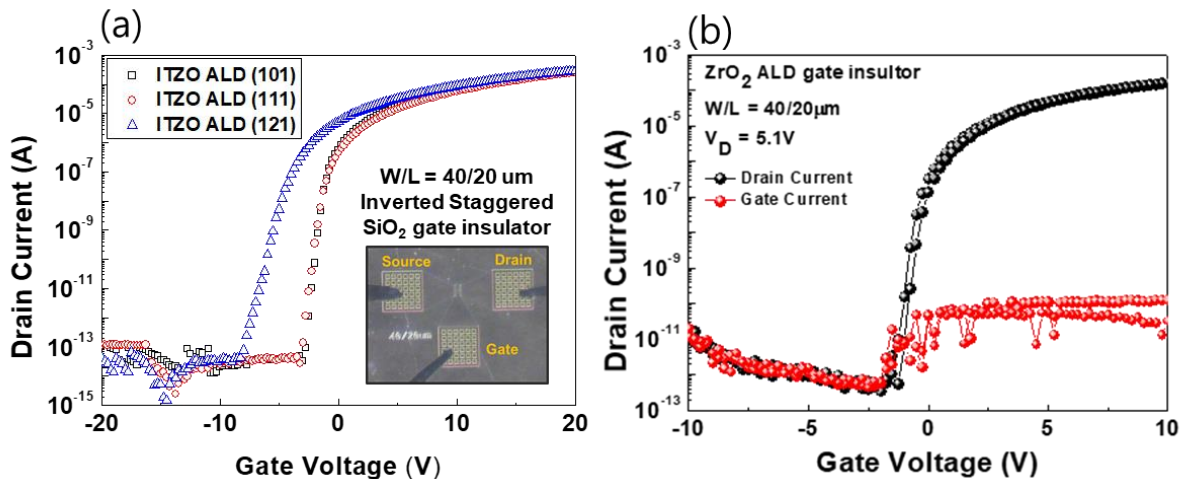 (a)
10⁻³
10⁻⁵
10⁻⁷
10⁻⁹
10⁻¹¹
10⁻¹³
10⁻¹⁵
Drain Current (A)
ITZO ALD (101)
ITZO ALD (111)
ITZO ALD (121)
W/L = 40/20 um
Inverted Staggered
SiO₂ gate insulator
Source
Drain
Gate
-20
-10
0
10
20
Gate Voltage (V)
(b)
10⁻³
10⁻⁵
10⁻⁷
10⁻⁹
10⁻¹¹
10⁻¹³
Drain Current (A)
ZrO₂ ALD gate insultor
W/L = 40/20μm
V_D = 5.1V
Drain Current
Gate Current
-10
-5
0
5
10
Gate Voltage (V)